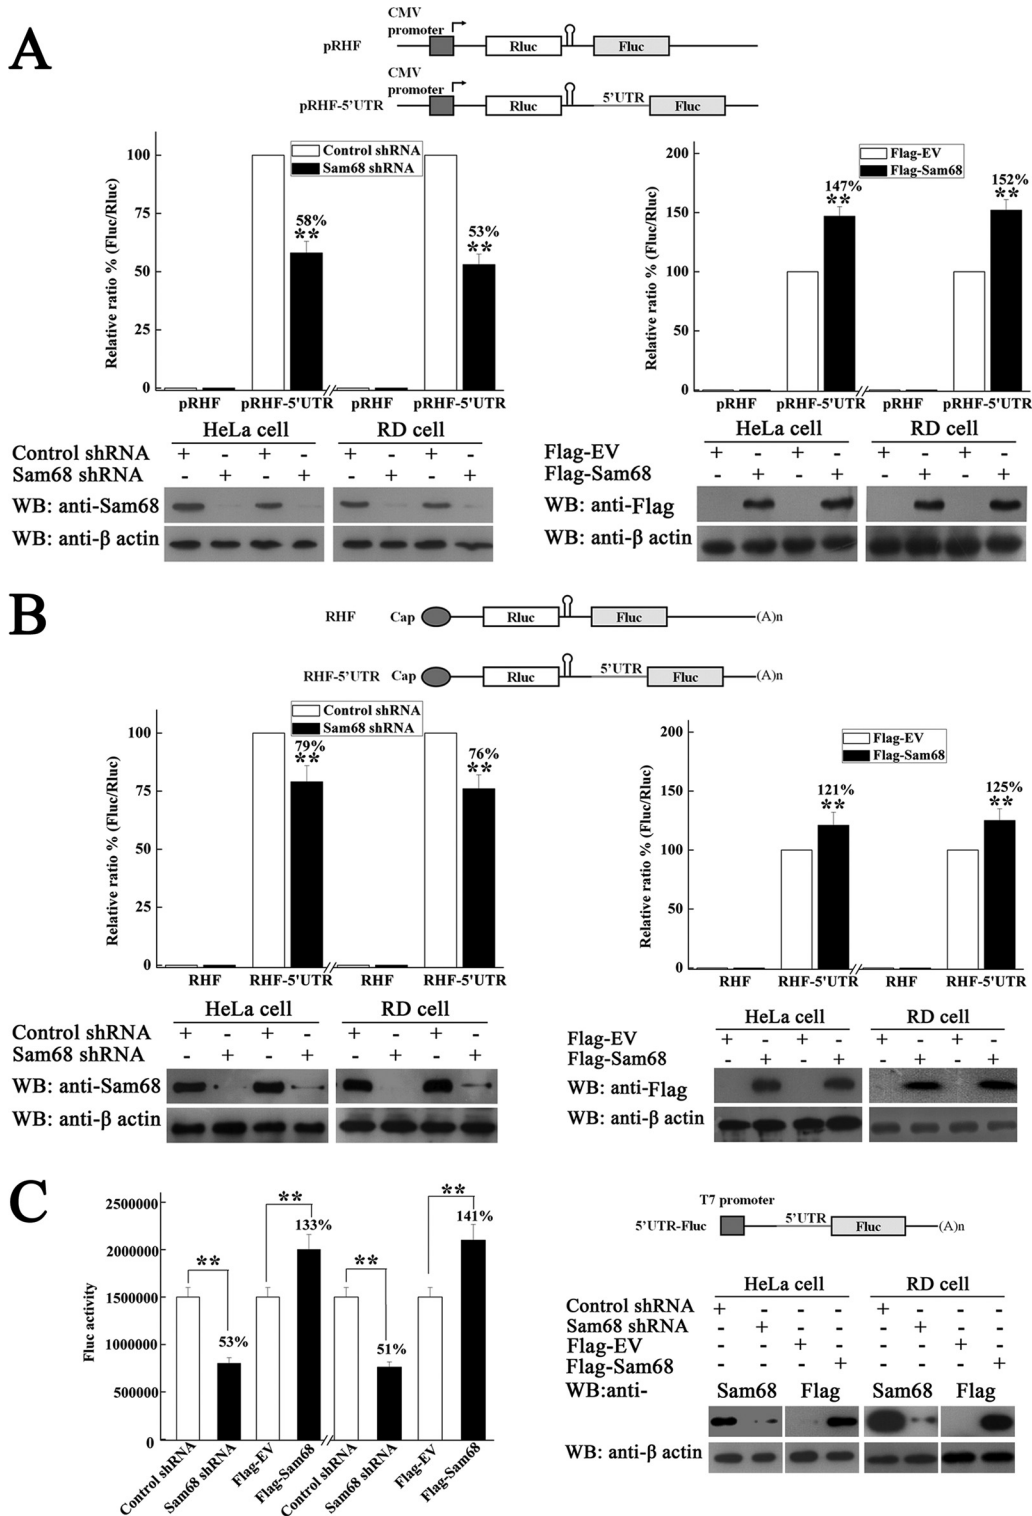 A
CMV
promoter
pRHF
Rluc
Fluc
CMV
promoter
pRHF-5'UTR
Rluc
5'UTR
Fluc
Relative ratio % (Fluc/Rluc)
100
75
50
25
0
Control shRNA
Sam68 shRNA
58%
**
53%
**
pRHF pRHF-5'UTR pRHF pRHF-5'UTR
HeLa cell RD cell
Control shRNA + - + - + - + -
Sam68 shRNA - + - + - + - +
WB: anti-Sam68
WB: anti-β actin
Relative ratio % (Fluc/Rluc)
200
150
100
50
0
Flag-EV
Flag-Sam68
147%
**
152%
**
pRHF pRHF-5'UTR pRHF pRHF-5'UTR
HeLa cell RD cell
Flag-EV + - + - + - + -
Flag-Sam68 - + - + - + - +
WB: anti-Flag
WB: anti-β actin
B
RHF Cap Rluc Fluc (A)n
RHF-5'UTR Cap Rluc 5'UTR Fluc (A)n
Relative ratio % (Fluc/Rluc)
100
75
50
25
0
Control shRNA
Sam68 shRNA
79%
**
76%
**
RHF RHF-5'UTR RHF RHF-5'UTR
HeLa cell RD cell
Control shRNA + - + - + - + -
Sam68 shRNA - + - + - + - +
WB: anti-Sam68
WB: anti-β actin
Relative ratio % (Fluc/Rluc)
200
150
100
50
0
Flag-EV
Flag-Sam68
121%
**
125%
**
RHF RHF-5'UTR RHF RHF-5'UTR
HeLa cell RD cell
Flag-EV + - + - + - + -
Flag-Sam68 - + - + - + - +
WB: anti-Flag
WB: anti-β actin
C
Fluc activity
2500000
2000000
1500000
1000000
500000
0
**
53%
**
133%
**
51%
**
141%
Control shRNA
Sam68 shRNA
Flag-EV
Flag-Sam68
Control shRNA
Sam68 shRNA
Flag-EV
Flag-Sam68
T7 promoter
5'UTR-Fluc 5'UTR Fluc (A)n
HeLa cell RD cell
Control shRNA + - - - + - - -
Sam68 shRNA - + - - - + - -
Flag-EV - - + - - - + -
Flag-Sam68 - - - + - - - +
WB:anti- Sam68 Flag Sam68 Flag
WB: anti-β actin